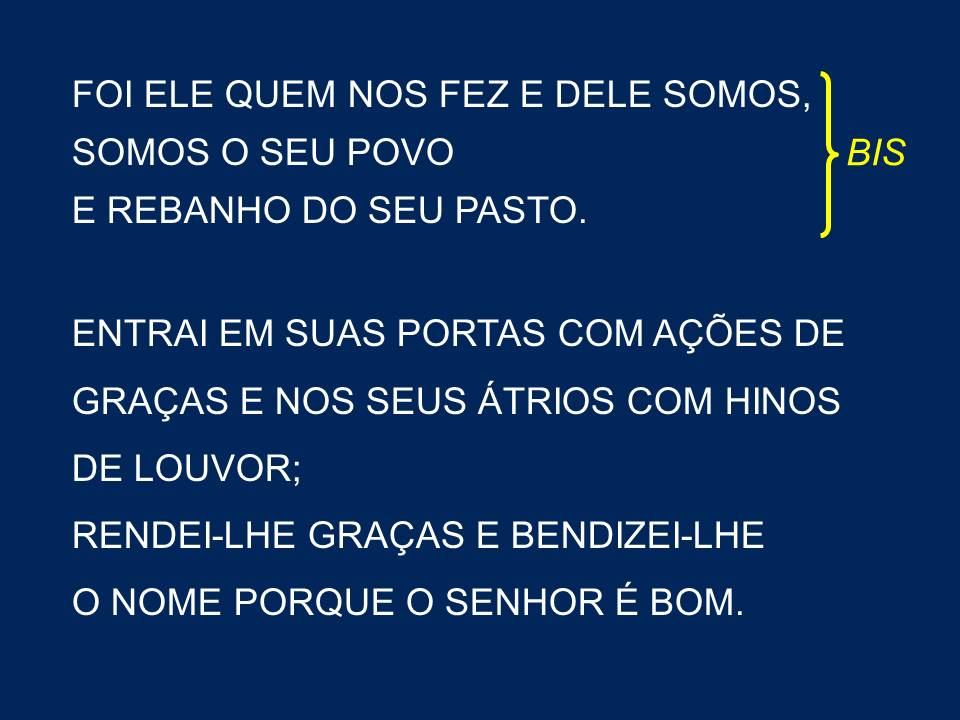 FOI ELE QUEM NOS FEZ E DELE SOMOS,
SOMOS O SEU POVO
BIS
E REBANHO DO SEU PASTO.
ENTRAI EM SUAS PORTAS COM AÇÕES DE
GRAÇAS E NOS SEUS ÁTRIOS COM HINOS
DE LOUVOR;
RENDEI-LHE GRAÇAS E BENDIZEI-LHE
O NOME PORQUE O SENHOR É BOM.